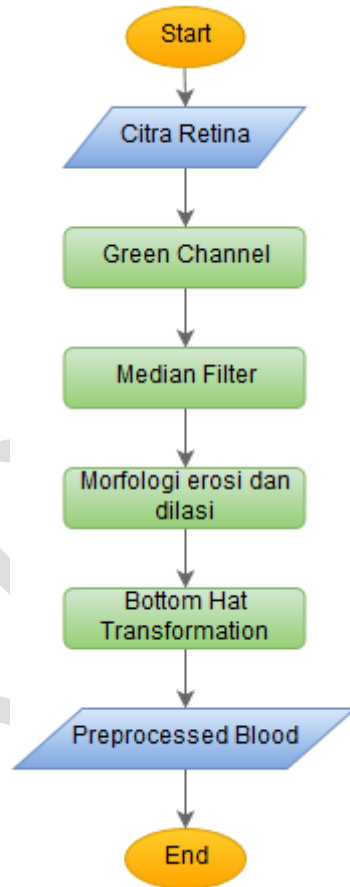 Start
Citra Retina
Green Channel
Median Filter
Morfologi erosi dan
dilasi
Bottom Hat
Transformation
Preprocessed Blood
End